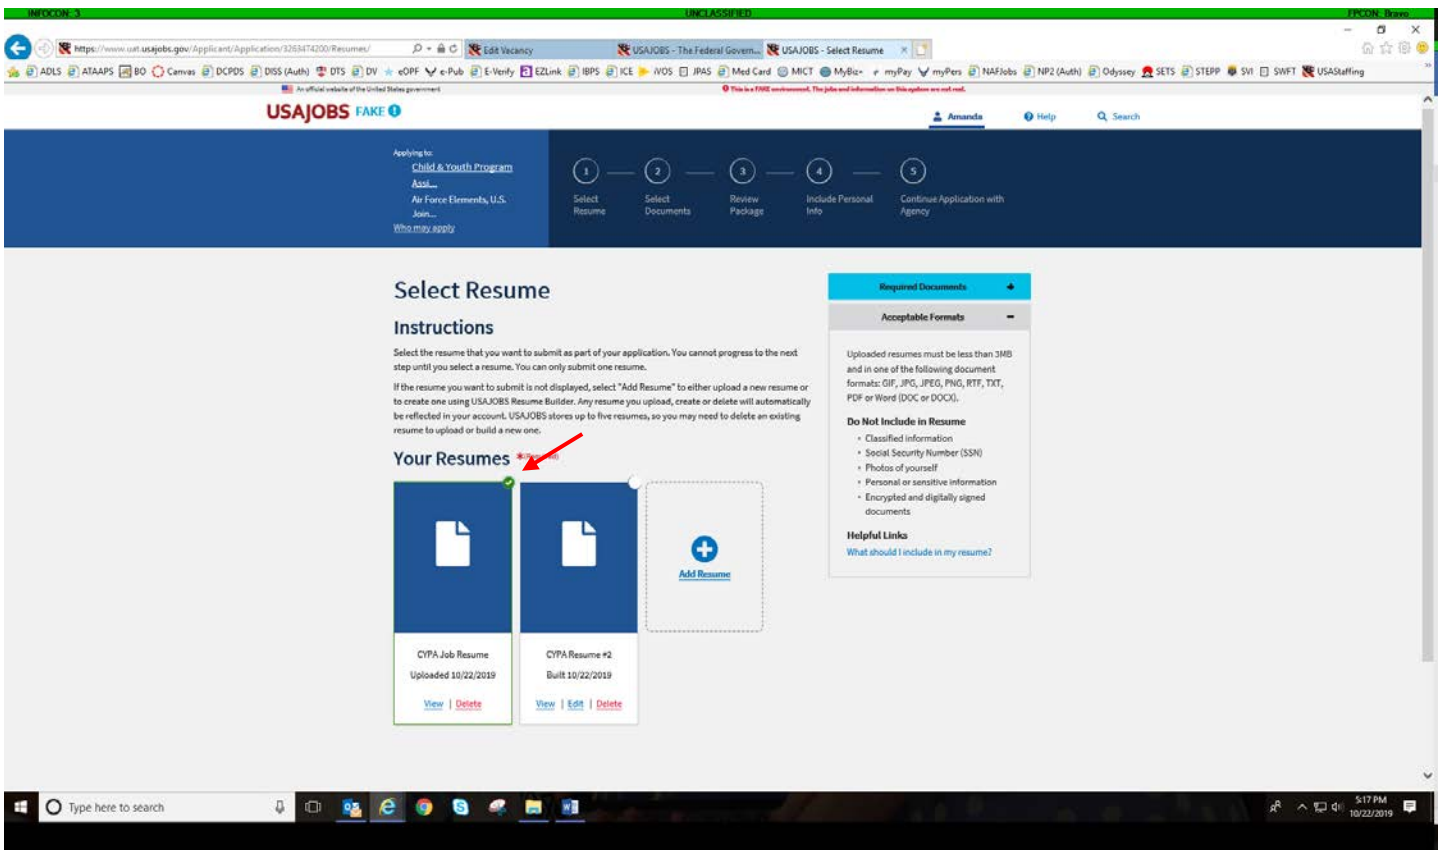 INFOCON: 3
UNCLASSIFIED
FPCON: Bravo
https://www.uat.usajobs.gov/Applicant/Application/3263474200/Resumes/
Edit Vacancy
USAJOBS - The Federal Govern...
USAJOBS - Select Resume
ADLS ATAAPS BO Canvas DCPDS DISS (Auth) DTS DV eOPF e-Pub E-Verify EZLink IBPS ICE iVOS JPAS Med Card MICT MyBiz+ myPay myPers NAFJobs NP2 (Auth) Odyssey SETS STEPP SVI SWFT USAStaffing
An official website of the United States government
This is a FAKE environment. The jobs and information on this system are not real.
USAJOBS FAKE
Amanda
Help
Search
Applying to:
Child & Youth Program
Assi...
Air Force Elements, U.S.
Join...
Who may apply
1
2
3
4
5
Select
Resume
Select
Documents
Review
Package
Include Personal
Info
Continue Application with
Agency
Select Resume
Instructions
Select the resume that you want to submit as part of your application. You cannot progress to the next
step until you select a resume. You can only submit one resume.
If the resume you want to submit is not displayed, select "Add Resume" to either upload a new resume or
to create one using USAJOBS Resume Builder. Any resume you upload, create or delete will automatically
be reflected in your account. USAJOBS stores up to five resumes, so you may need to delete an existing
resume to upload or build a new one.
Your Resumes *(Required)
Add Resume
CYPA Job Resume
Uploaded 10/22/2019
View | Delete
CYPA Resume #2
Built 10/22/2019
View | Edit | Delete
Required Documents +
Acceptable Formats −
Uploaded resumes must be less than 3MB
and in one of the following document
formats: GIF, JPG, JPEG, PNG, RTF, TXT,
PDF or Word (DOC or DOCX).
Do Not Include in Resume
• Classified information
• Social Security Number (SSN)
• Photos of yourself
• Personal or sensitive information
• Encrypted and digitally signed
documents
Helpful Links
What should I include in my resume?
Type here to search
5:17 PM
10/22/2019